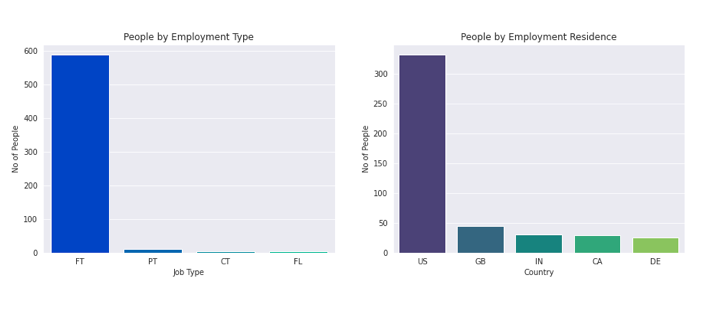 People by Employment Type
600
500
400
300
200
100
0
No of People
FT PT CT FL
Job Type
People by Employment Residence
300
250
200
150
100
50
0
No of People
US GB IN CA DE
Country